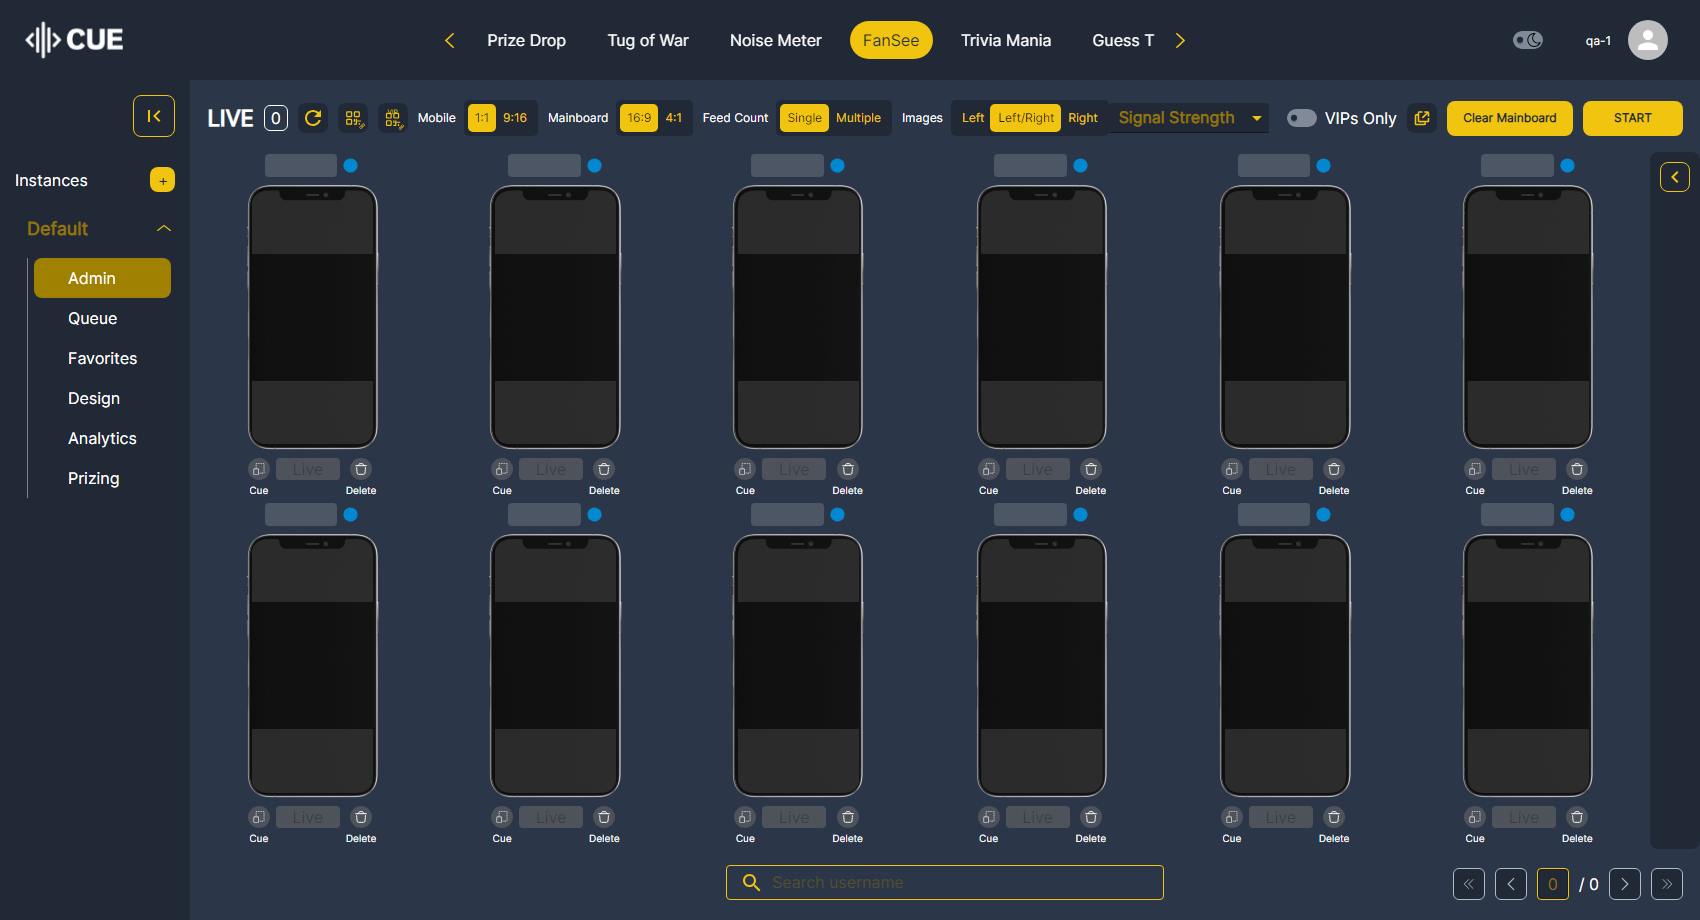 CUE
Prize Drop Tug of War Noise Meter FanSee Trivia Mania Guess T
qa-1
LIVE 0 Mobile 1:1 9:16 Mainboard 16:9 4:1 Feed Count Single Multiple Images Left Left/Right Right Signal Strength VIPs Only Clear Mainboard START
Instances +
Default
Admin
Queue
Favorites
Design
Analytics
Prizing
Live Live Live Live Live Live
Cue Delete Cue Delete Cue Delete Cue Delete Cue Delete Cue Delete
Live Live Live Live Live Live
Cue Delete Cue Delete Cue Delete Cue Delete Cue Delete Cue Delete
Search username
0 / 0